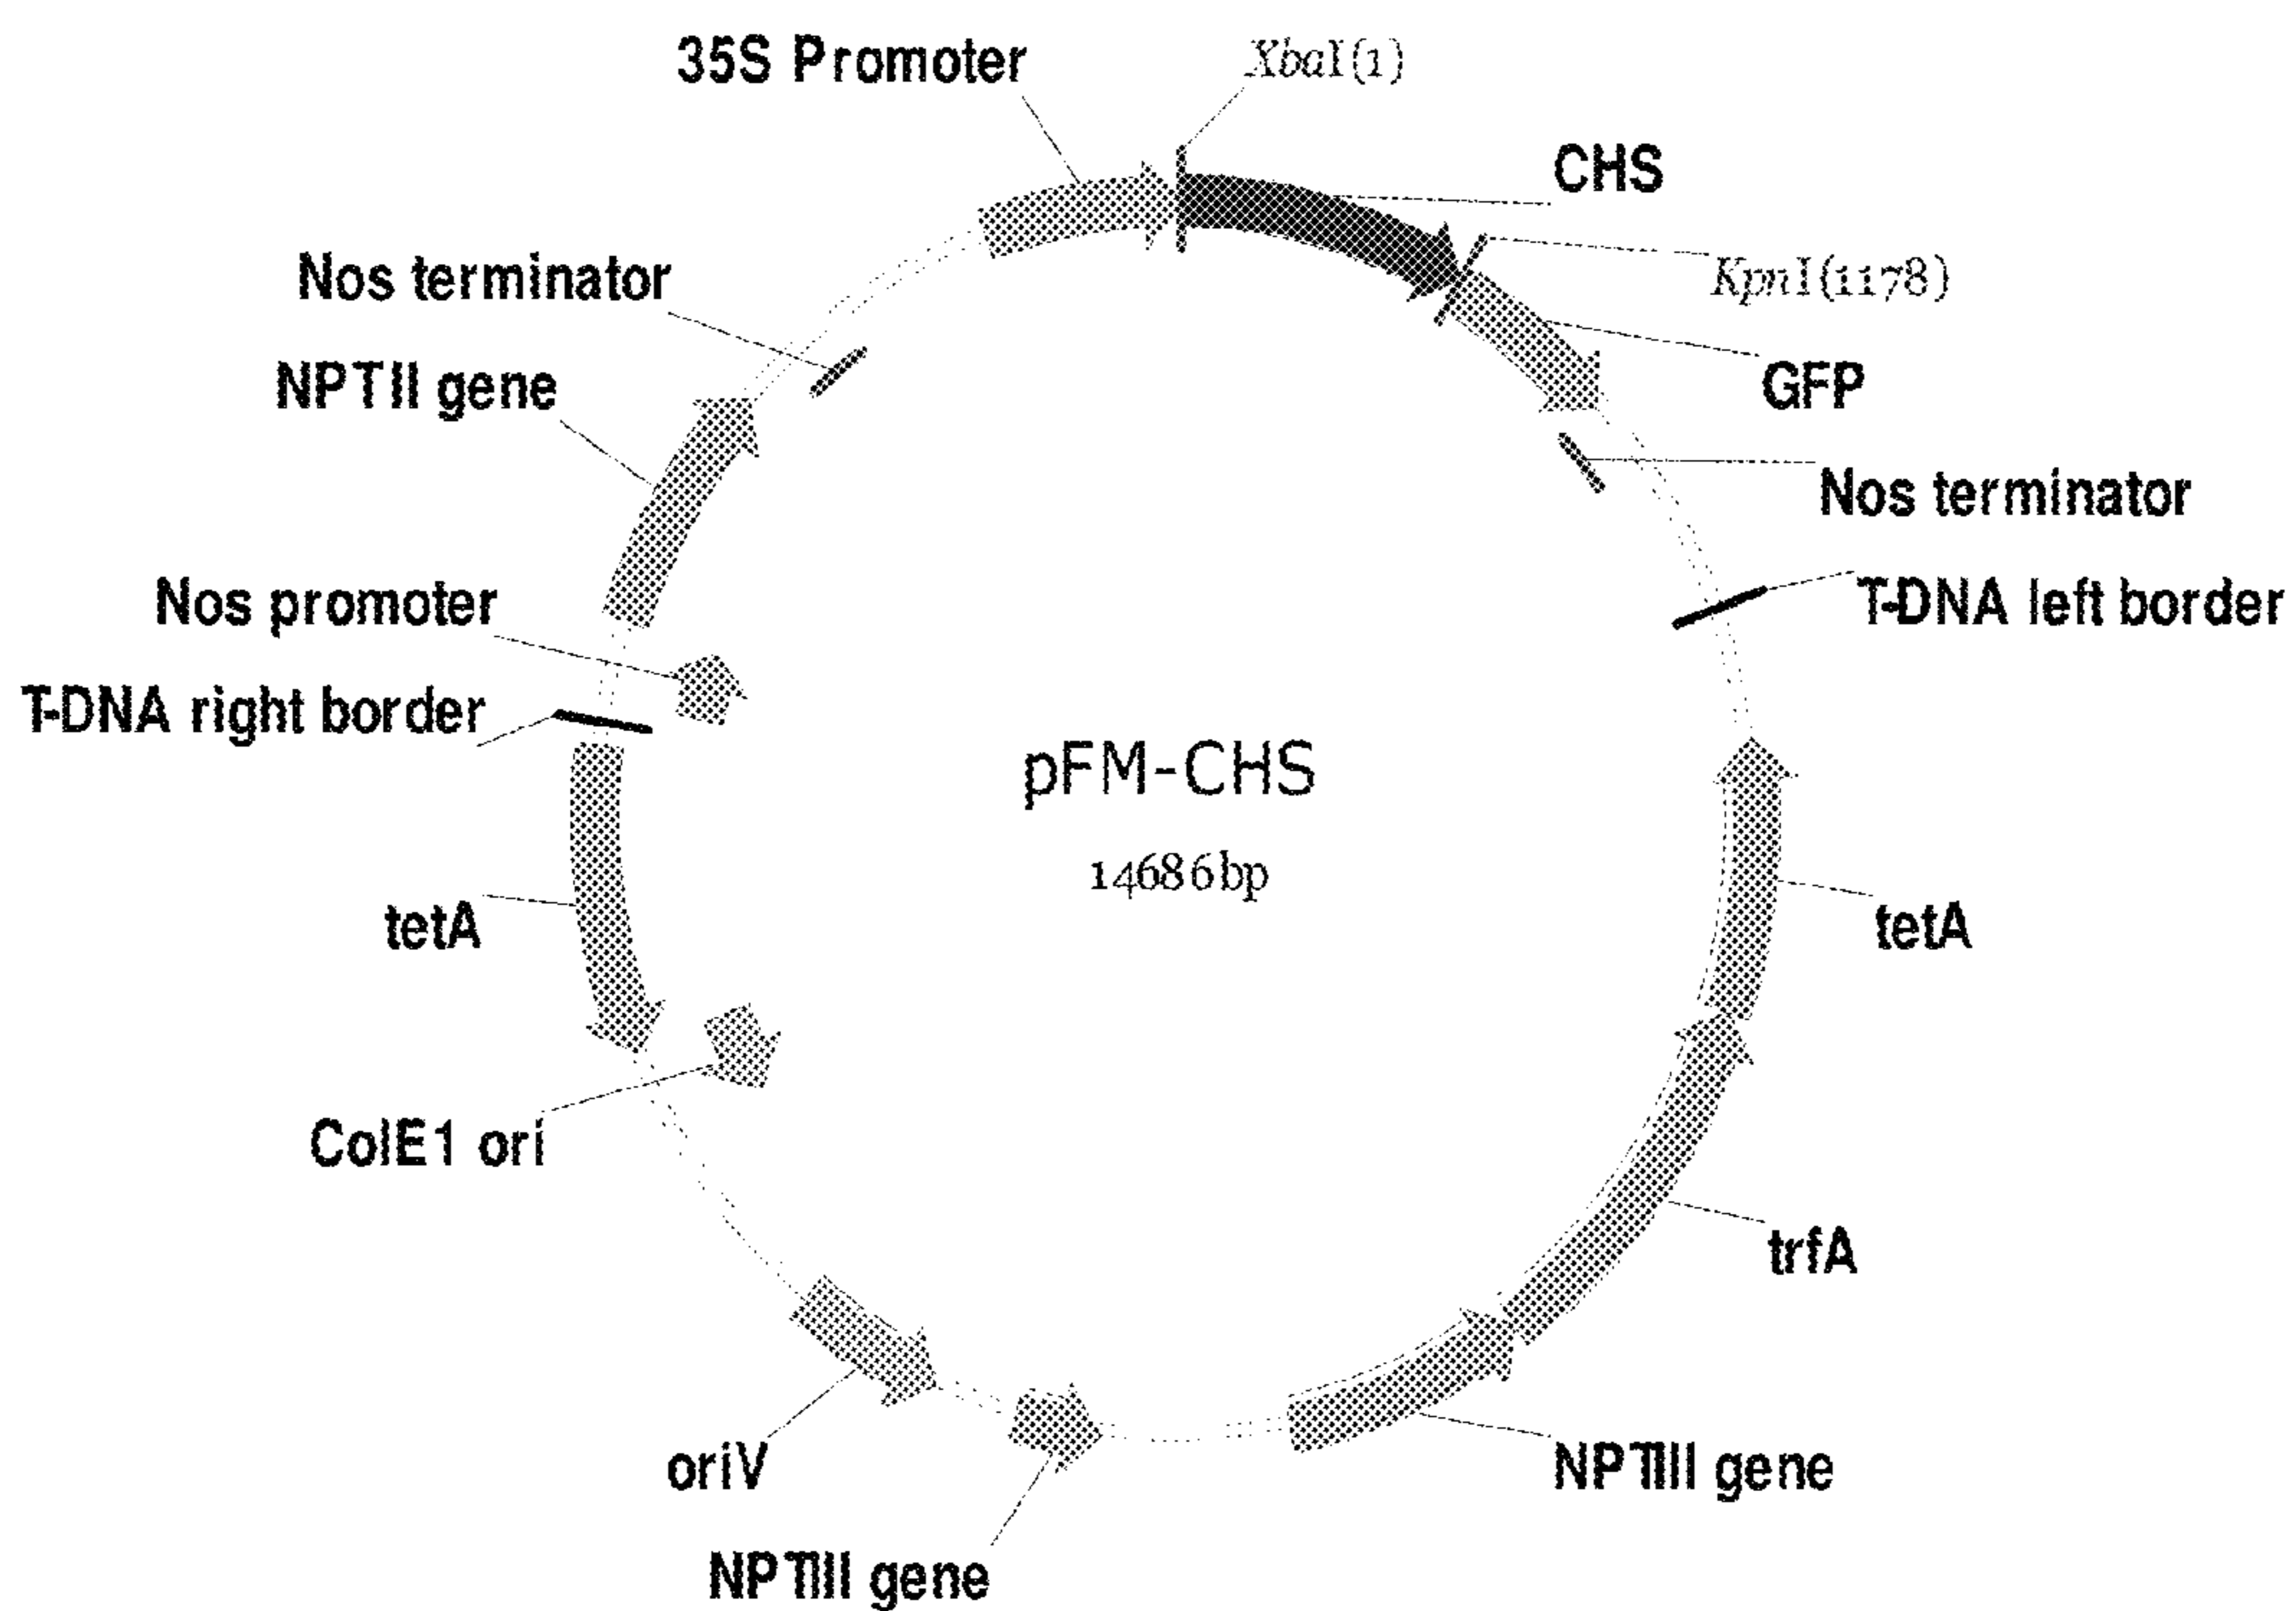 35S Promoter
XbaI(1)
CHS
KpnI(1178)
Nos terminator
NPTII gene
GFP
Nos terminator
Nos promoter
T-DNA left border
T-DNA right border
pFM-CHS
14686bp
tetA
tetA
ColE1 ori
trfA
oriV
NPTIII gene
NPTIII gene